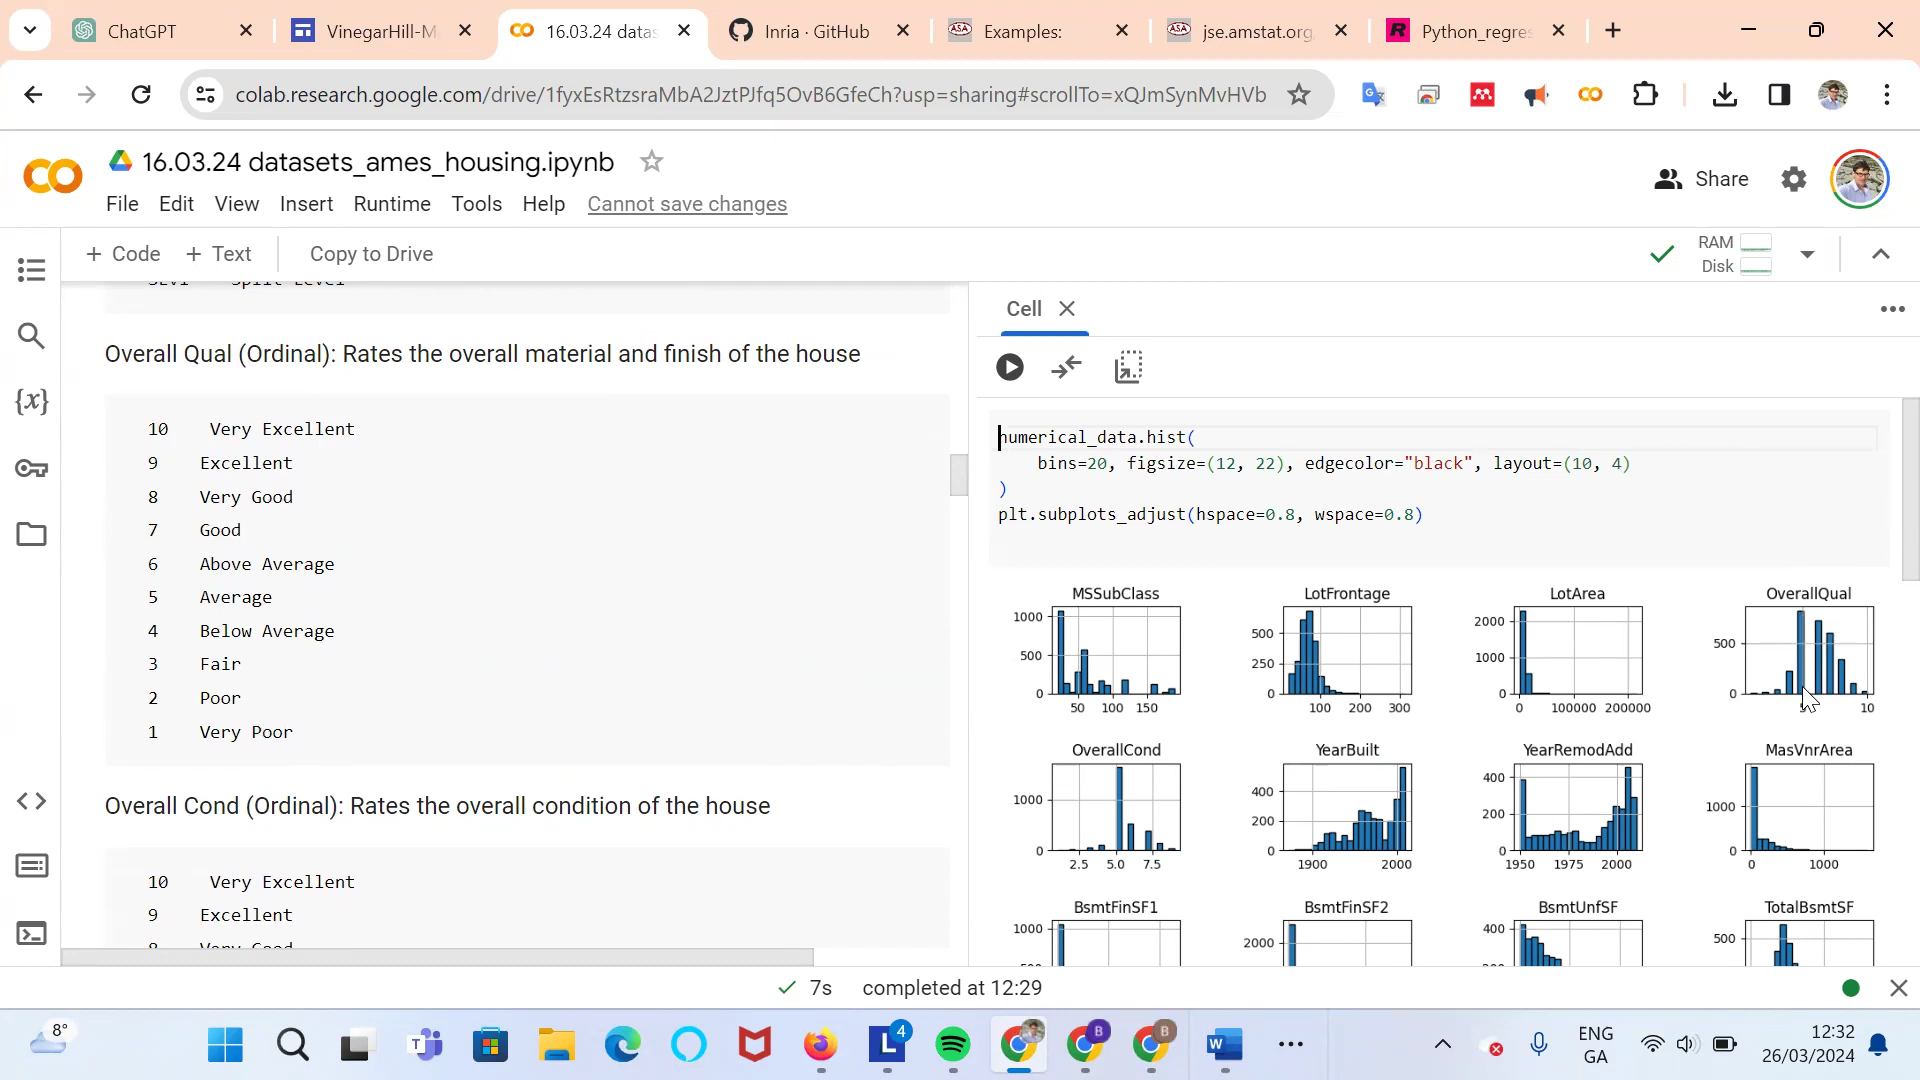 ChatGPT
VinegarHill-M
16.03.24 datas
Inria · GitHub
Examples:
jse.amstat.org
Python_regres
colab.research.google.com/drive/1fyxEsRtzsraMbA2JztPJfq5OvB6GfeCh?usp=sharing#scrollTo=xQJmSynMvHVb
16.03.24 datasets_ames_housing.ipynb
Share
File Edit View Insert Runtime Tools Help Cannot save changes
+ Code + Text Copy to Drive
RAM
Disk
SLvl Split Level
Overall Qual (Ordinal): Rates the overall material and finish of the house
10 Very Excellent
9 Excellent
8 Very Good
7 Good
6 Above Average
5 Average
4 Below Average
3 Fair
2 Poor
1 Very Poor
Overall Cond (Ordinal): Rates the overall condition of the house
10 Very Excellent
9 Excellent
8 Very Good
Cell
numerical_data.hist(
bins=20, figsize=(12, 22), edgecolor="black", layout=(10, 4)
)
plt.subplots_adjust(hspace=0.8, wspace=0.8)
MSSubClass LotFrontage LotArea OverallQual
1000 500 0 50 100 150
500 250 0 100 200 300
2000 1000 0 0 100000 200000
500 0 5 10
OverallCond YearBuilt YearRemodAdd MasVnrArea
1000 0 2.5 5.0 7.5
400 200 0 1900 2000
400 200 0 1950 1975 2000
1000 0 0 1000
BsmtFinSF1 BsmtFinSF2 BsmtUnfSF TotalBsmtSF
1000 500
2000
400 200
500
7s completed at 12:29
8°
4
B
B
ENG
GA
12:32
26/03/2024